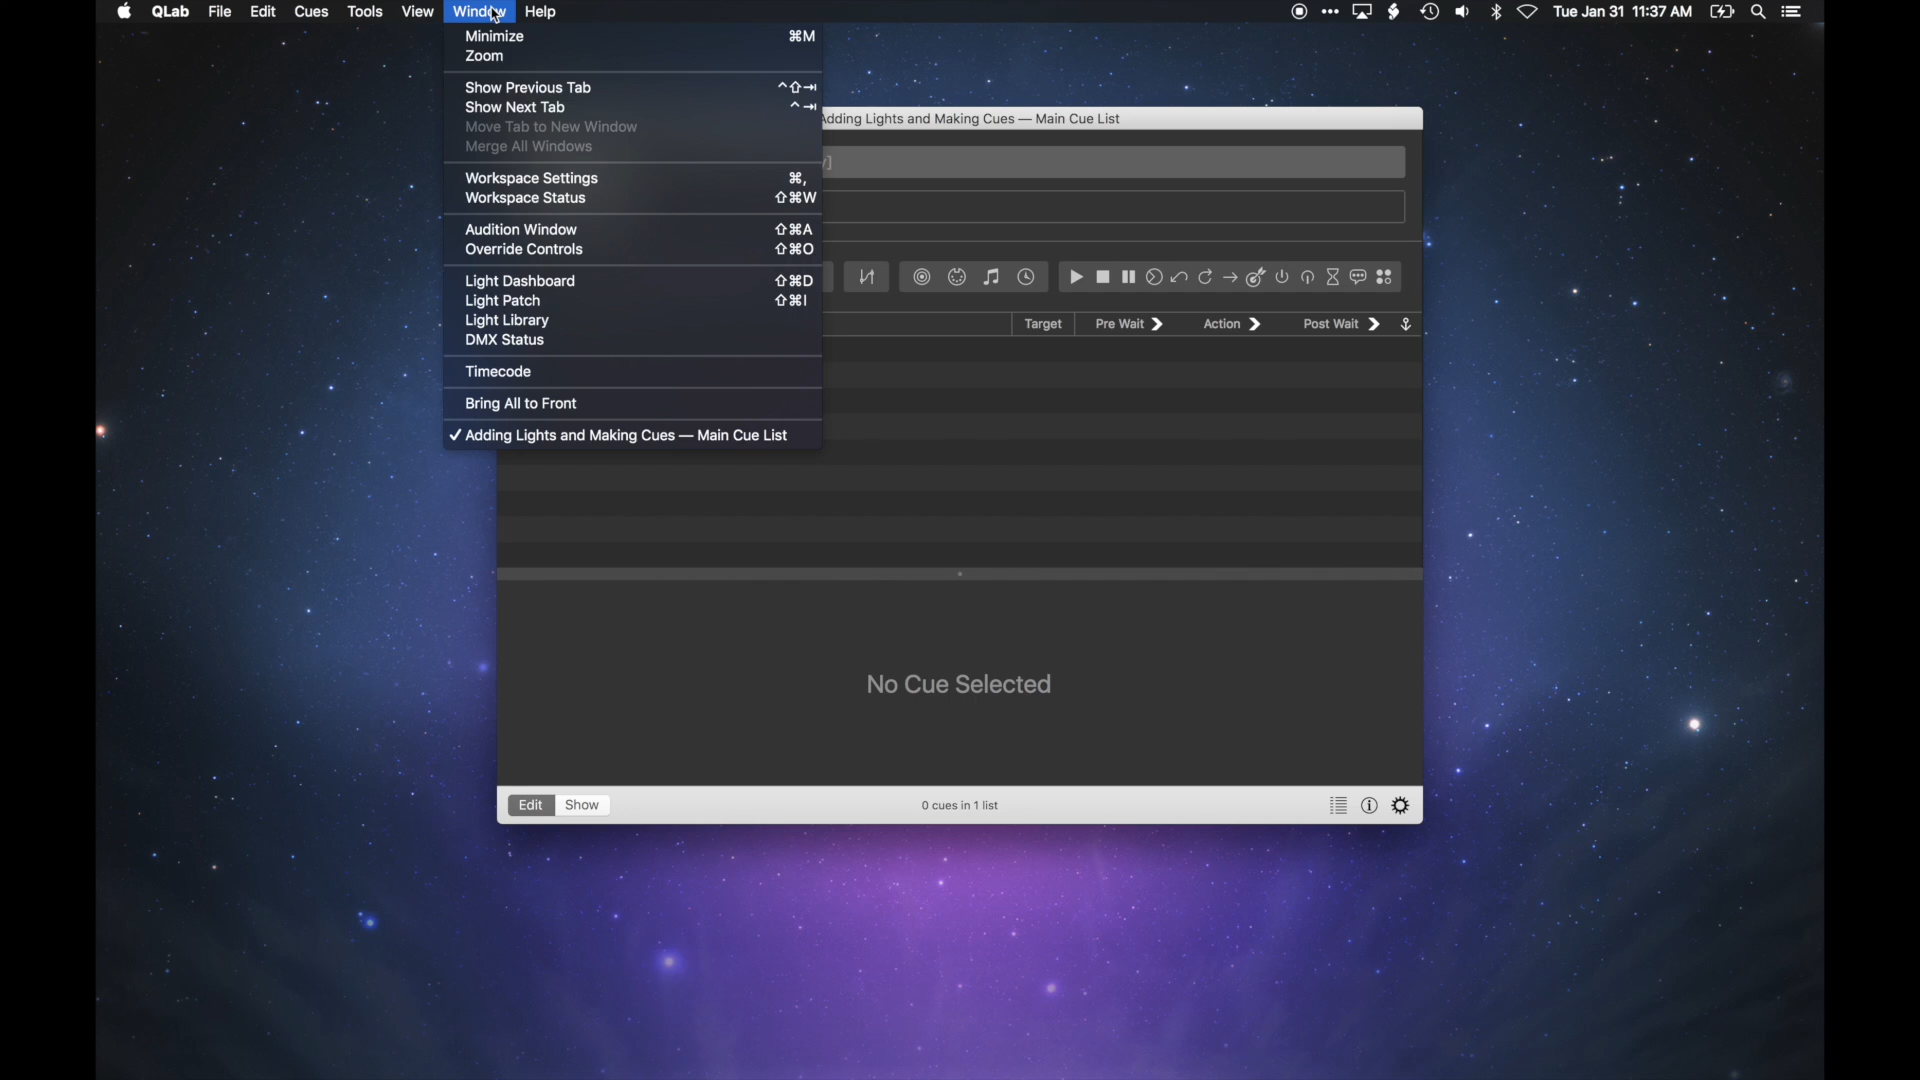 QLab File Edit Cues Tools View Window Help Tue Jan 31 11:37 AM
Minimize ⌘M
Zoom
Show Previous Tab ⌃⇧⇥
Show Next Tab ⌃⇥
Move Tab to New Window
Merge All Windows
Workspace Settings ⌘,
Workspace Status ⇧⌘W
Audition Window ⇧⌘A
Override Controls ⇧⌘O
Light Dashboard ⇧⌘D
Light Patch ⇧⌘I
Light Library
DMX Status
Timecode
Bring All to Front
✓ Adding Lights and Making Cues — Main Cue List
Adding Lights and Making Cues — Main Cue List
Target Pre Wait Action Post Wait
No Cue Selected
Edit Show 0 cues in 1 list